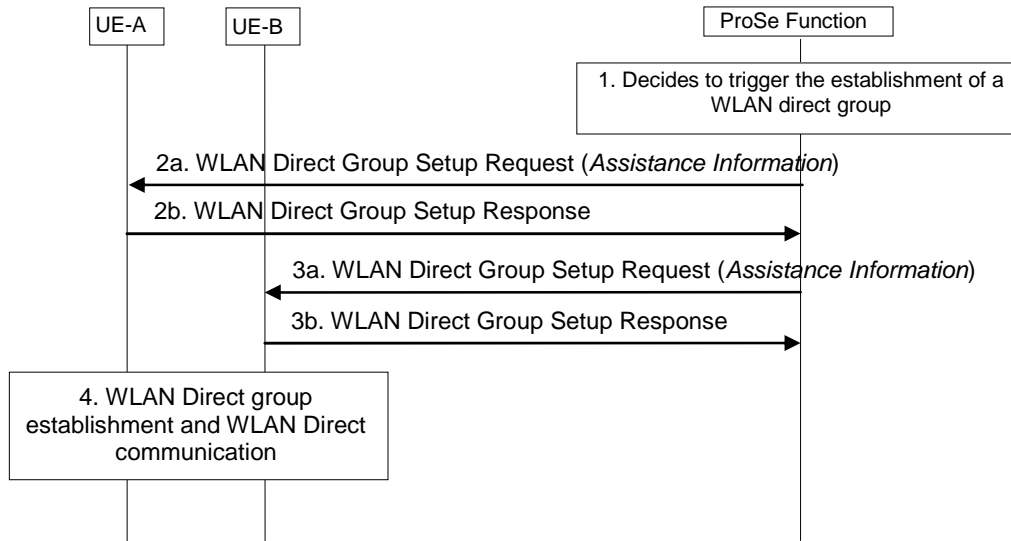 UE-A
UE-B
ProSe Function
1. Decides to trigger the establishment of a
WLAN direct group
2a. WLAN Direct Group Setup Request (Assistance Information)
2b. WLAN Direct Group Setup Response
3a. WLAN Direct Group Setup Request (Assistance Information)
3b. WLAN Direct Group Setup Response
4. WLAN Direct group
establishment and WLAN Direct
communication